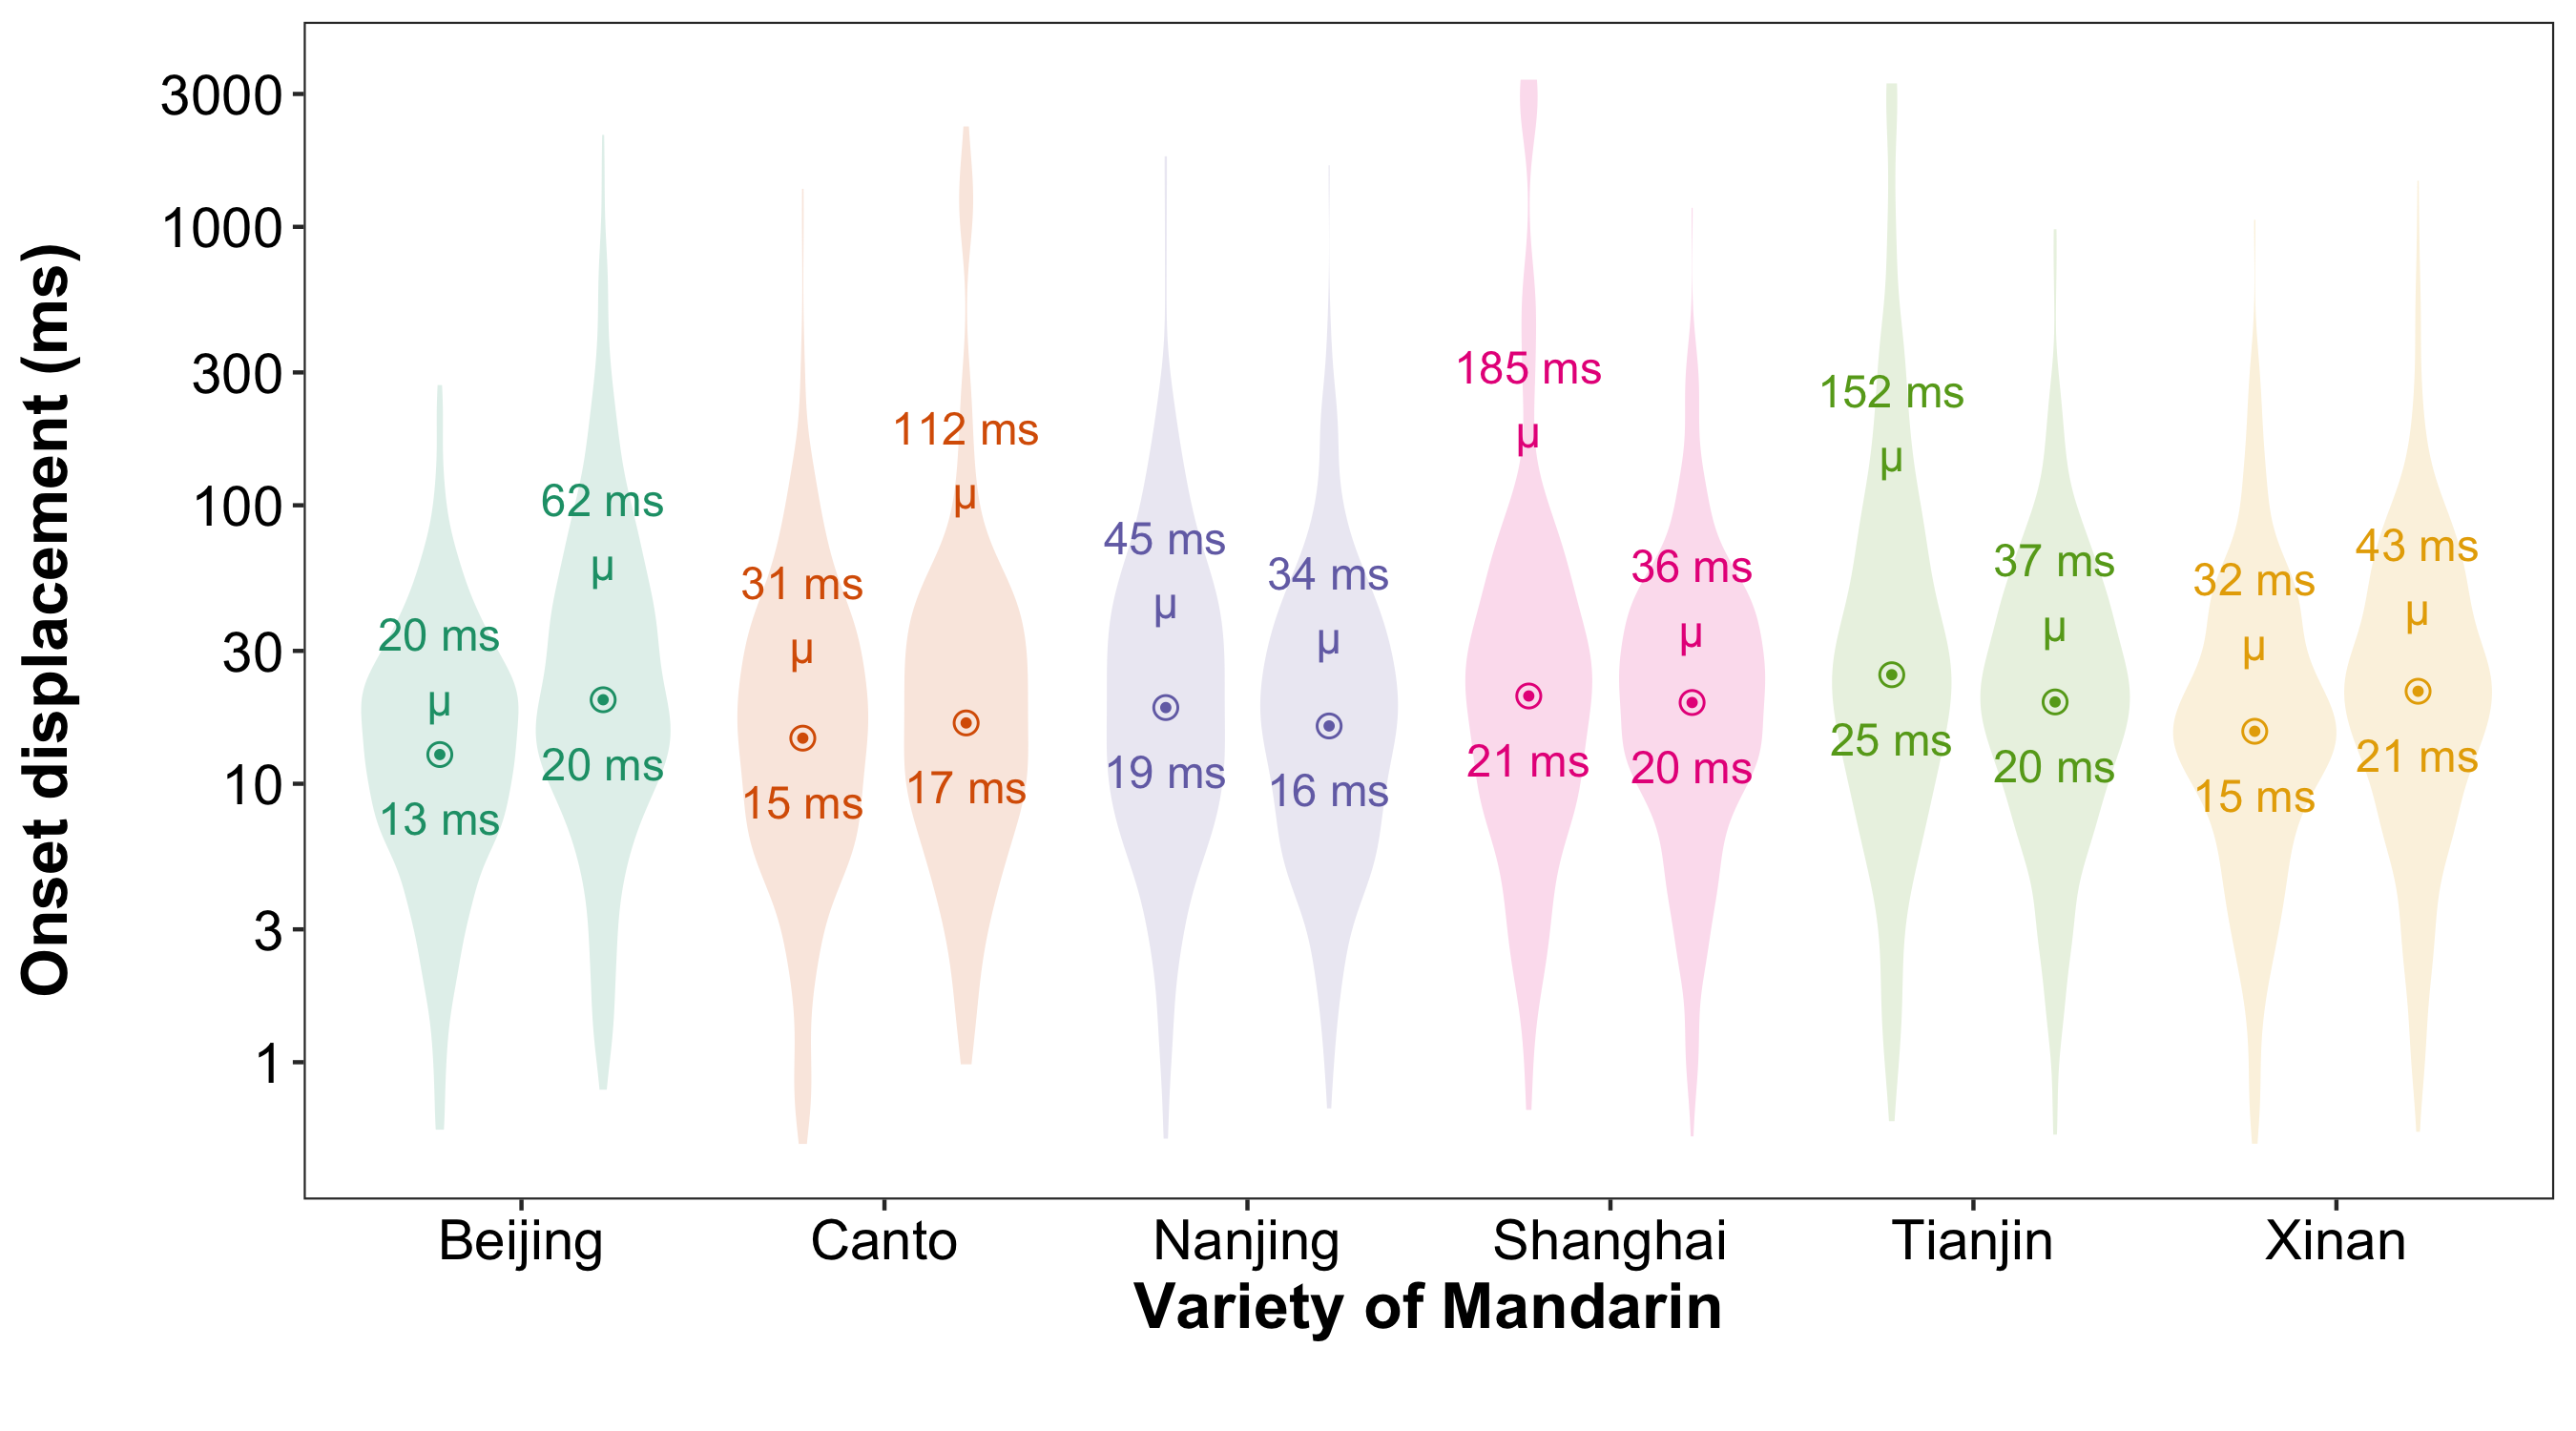 Onset displacement (ms)
3000
1000
300
100
30
10
3
1
20 ms
µ
13 ms
62 ms
µ
20 ms
31 ms
µ
15 ms
112 ms
µ
17 ms
45 ms
µ
19 ms
34 ms
µ
16 ms
185 ms
µ
21 ms
36 ms
µ
20 ms
152 ms
µ
25 ms
37 ms
µ
20 ms
32 ms
µ
15 ms
43 ms
µ
21 ms
Beijing Canto Nanjing Shanghai Tianjin Xinan
Variety of Mandarin